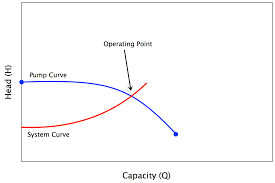 Operating Point
Pump Curve
Head (H)
System Curve
Capacity (Q)